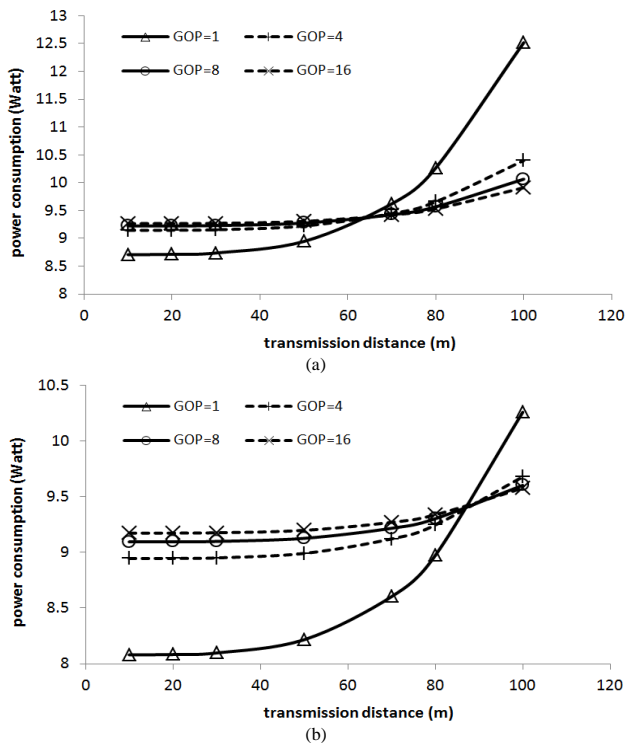 13
12.5
12
11.5
11
10.5
10
9.5
9
8.5
8
power consumption (Watt)
GOP=1
GOP=4
GOP=8
GOP=16
0
20
40
60
80
100
120
transmission distance (m)
(a)
10.5
10
9.5
9
8.5
8
power consumption (Watt)
GOP=1
GOP=4
GOP=8
GOP=16
0
20
40
60
80
100
120
transmission distance (m)
(b)